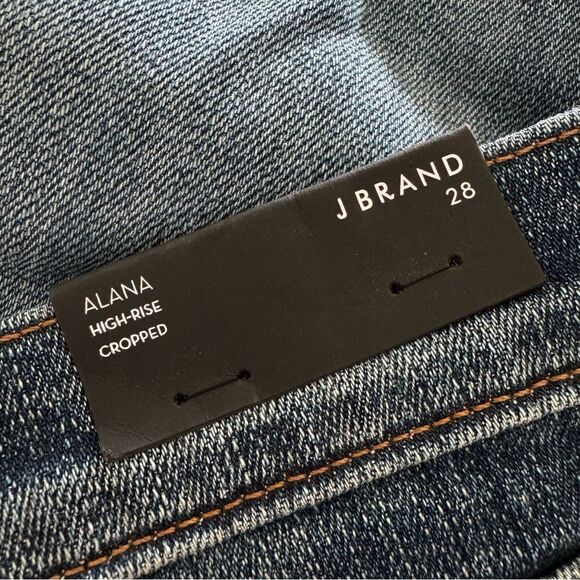 J BRAND
28
ALANA
HIGH-RISE
CROPPED